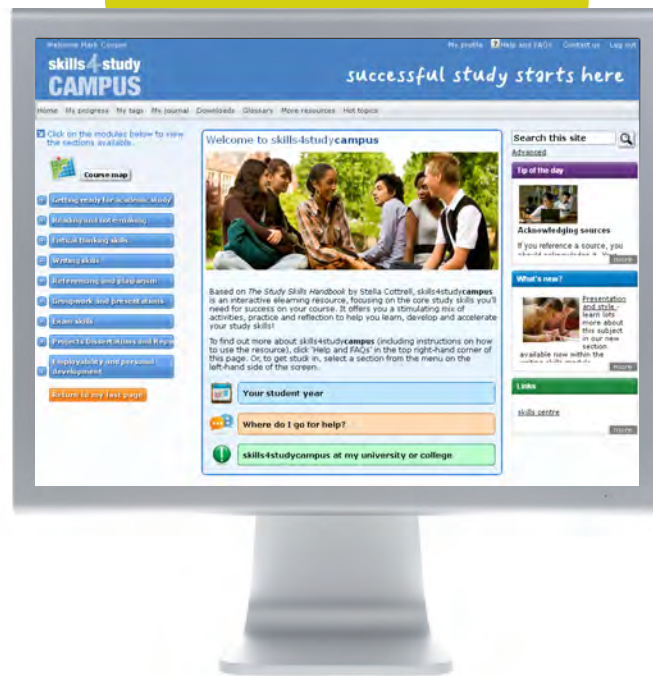 Welcome Mark Cooper
My profile ? Help and FAQs Contact us Log out
skills4study
CAMPUS
successful study starts here
Home My progress My tags My journal Downloads Glossary More resources Hot topics
Click on the modules below to view
the sections available.
Course map
Getting ready for academic study
Reading and note-making
Critical thinking skills
Writing skills
Referencing and plagiarism
Groupwork and presentations
Exam skills
Projects Dissertations and
Employability and personal
development
Return to my last page
Welcome to skills4studycampus
Based on The Study Skills Handbook by Stella Cottrell, skills4studycampus
is an interactive elearning resource, focusing on the core study skills you'll
need for success on your course. It offers you a stimulating mix of
activities, practice and reflection to help you learn, develop and accelerate
your study skills!
To find out more about skills4studycampus (including instructions on how
to use the resource), click 'Help and FAQs' in the top right-hand corner of
this page. Or, to get stuck in, select a section from the menu on the
left-hand side of the screen.
Your student year
Where do I go for help?
skills4studycampus at my university or college
Search this site
Advanced
Tip of the day
Acknowledging sources
If you reference a source, you
more
What's new?
Presentation
and style -
learn lots
more about
this subject
in our new
section
available now within the
more
Links
skills centre
more